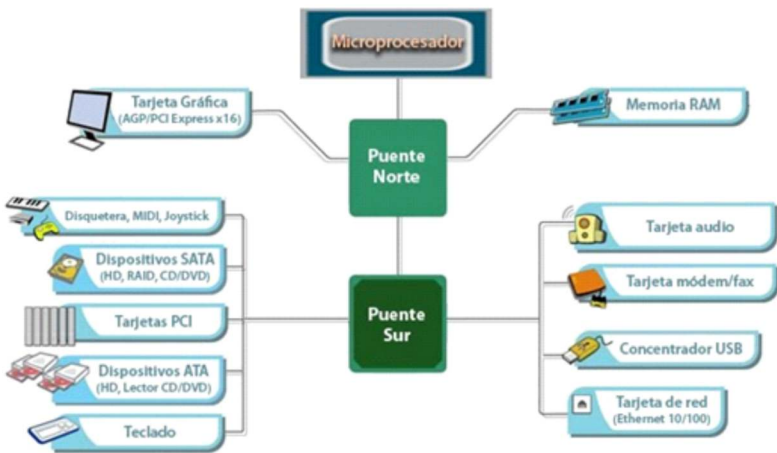 Microprocesador
Tarjeta Gráfica
(AGP/PCI Express x16)
Memoria RAM
Puente
Norte
Disquetera, MIDI, Joystick
Dispositivos SATA
(HD, RAID, CD/DVD)
Tarjetas PCI
Dispositivos ATA
(HD, Lector CD/DVD)
Teclado
Puente
Sur
Tarjeta audio
Tarjeta módem/fax
Concentrador USB
Tarjeta de red
(Ethernet 10/100)